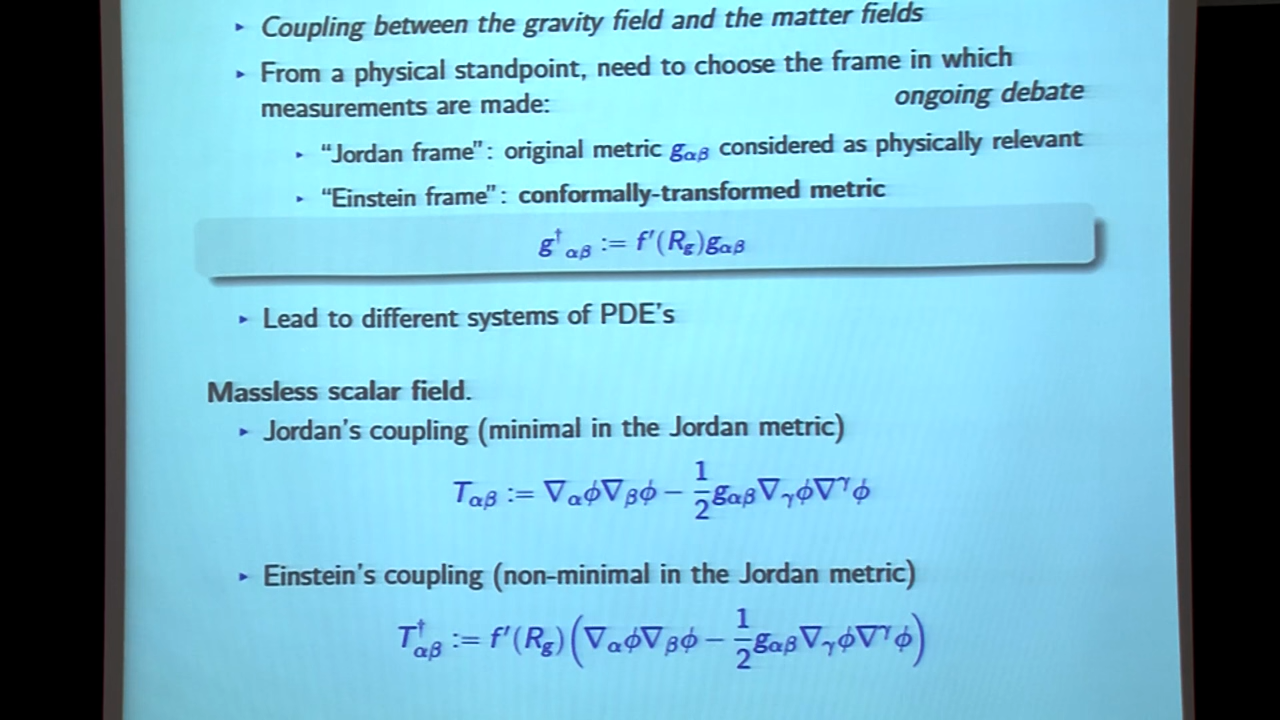 ‣ Coupling between the gravity field and the matter fields
‣ From a physical standpoint, need to choose the frame in which
measurements are made: ongoing debate
‣ “Jordan frame”: original metric g_{αβ} considered as physically relevant
‣ “Einstein frame”: conformally-transformed metric
g^†_{αβ} := f′(R_g)g_{αβ}
‣ Lead to different systems of PDE's
Massless scalar field.
‣ Jordan's coupling (minimal in the Jordan metric)
T_{αβ} := ∇_αϕ∇_βϕ − \frac{1}{2}g_{αβ}∇_γϕ∇^γϕ
‣ Einstein's coupling (non-minimal in the Jordan metric)
T^†_{αβ} := f′(R_g)(∇_αϕ∇_βϕ − \frac{1}{2}g_{αβ}∇_γϕ∇^γϕ)